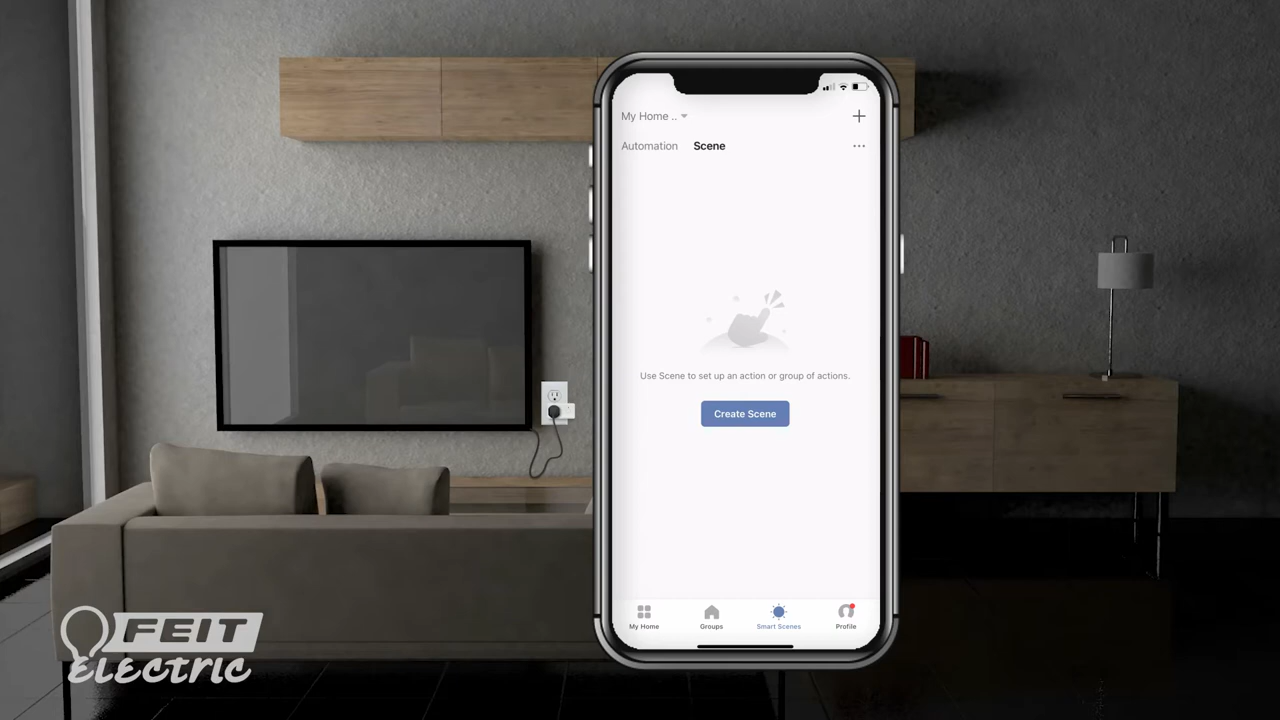 My Home ..
Automation Scene
Use Scene to set up an action or group of actions.
Create Scene
My Home Groups Smart Scenes Profile
FEIT
ELECTRIC